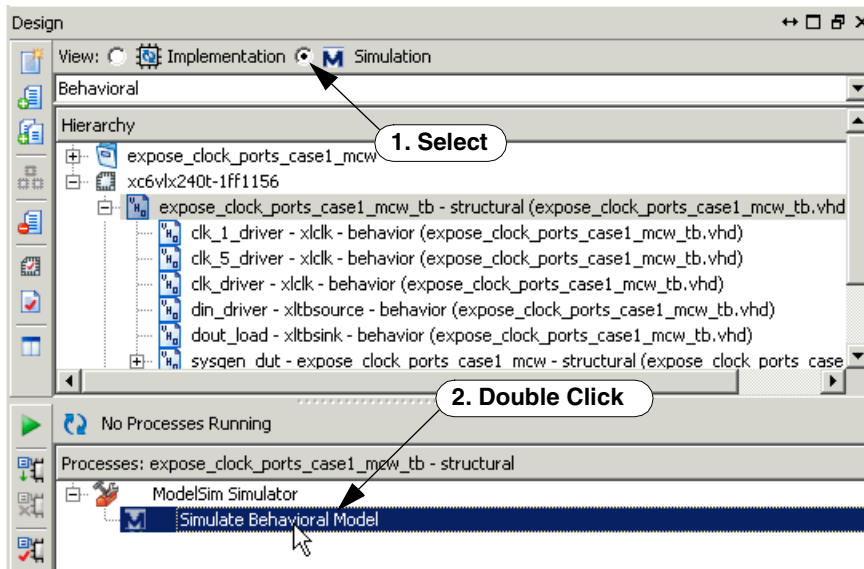 Design
View: Implementation Simulation
Behavioral
Hierarchy
1. Select
expose_clock_ports_case1_mcw
xc6vlx240t-1ff1156
expose_clock_ports_case1_mcw_tb - structural (expose_clock_ports_case1_mcw_tb.vhd
clk_1_driver - xlclk - behavior (expose_clock_ports_case1_mcw_tb.vhd)
clk_5_driver - xlclk - behavior (expose_clock_ports_case1_mcw_tb.vhd)
clk_driver - xlclk - behavior (expose_clock_ports_case1_mcw_tb.vhd)
din_driver - xltbsource - behavior (expose_clock_ports_case1_mcw_tb.vhd)
dout_load - xltbsink - behavior (expose_clock_ports_case1_mcw_tb.vhd)
sysgen_dut - expose_clock_ports_case1_mcw - structural (expose_clock_ports_case
2. Double Click
No Processes Running
Processes: expose_clock_ports_case1_mcw_tb - structural
ModelSim Simulator
Simulate Behavioral Model